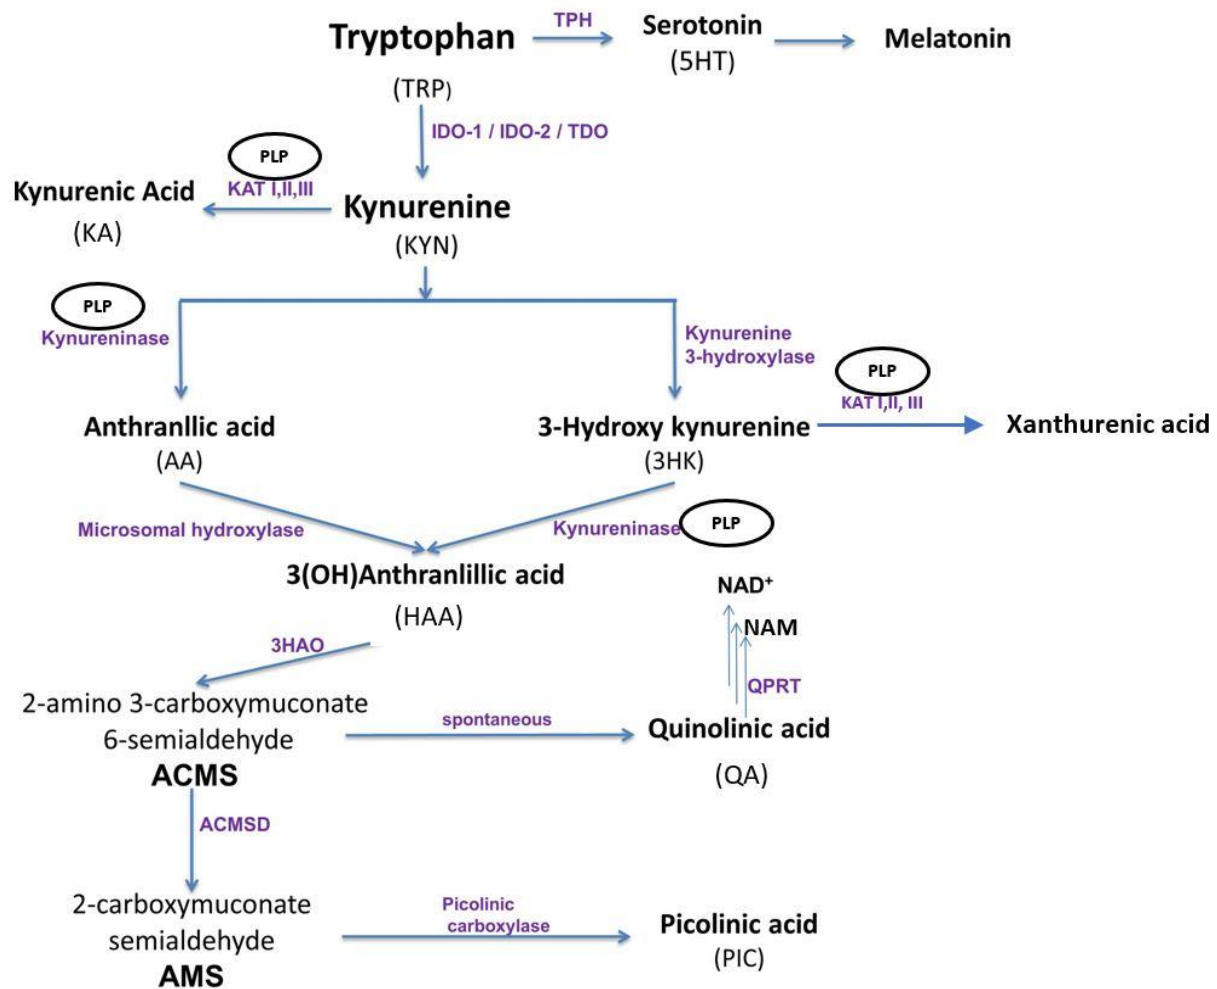 Tryptophan
TPH
Serotonin
(5HT)
Melatonin
(TRP)
IDO-1 / IDO-2 / TDO
PLP
KAT I,II,III
Kynurenic Acid
(KA)
Kynurenine
(KYN)
PLP
Kynureninase
Kynurenine
3-hydroxylase
PLP
KAT I,II, III
Anthranllic acid
(AA)
3-Hydroxy kynurenine
(3HK)
Xanthurenic acid
Microsomal hydroxylase
Kynureninase
PLP
3(OH)Anthranlillic acid
(HAA)
NAD⁺
NAM
QPRT
3HAO
2-amino 3-carboxymuconate
6-semialdehyde
ACMS
spontaneous
Quinolinic acid
(QA)
ACMSD
2-carboxymuconate
semialdehyde
AMS
Picolinic
carboxylase
Picolinic acid
(PIC)